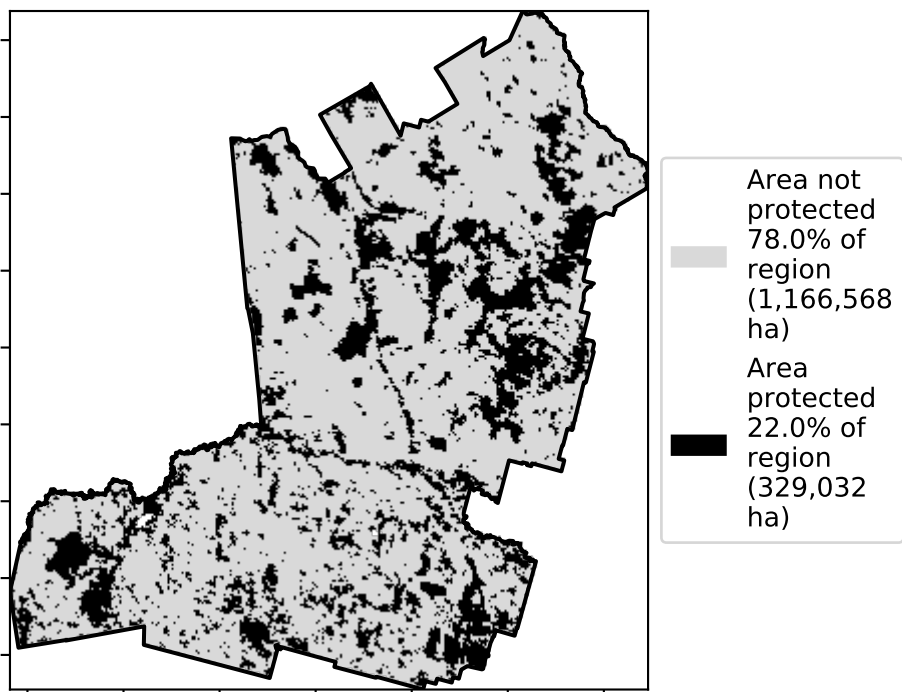 Area not
protected
78.0% of
region
(1,166,568
ha)
Area
protected
22.0% of
region
(329,032
ha)